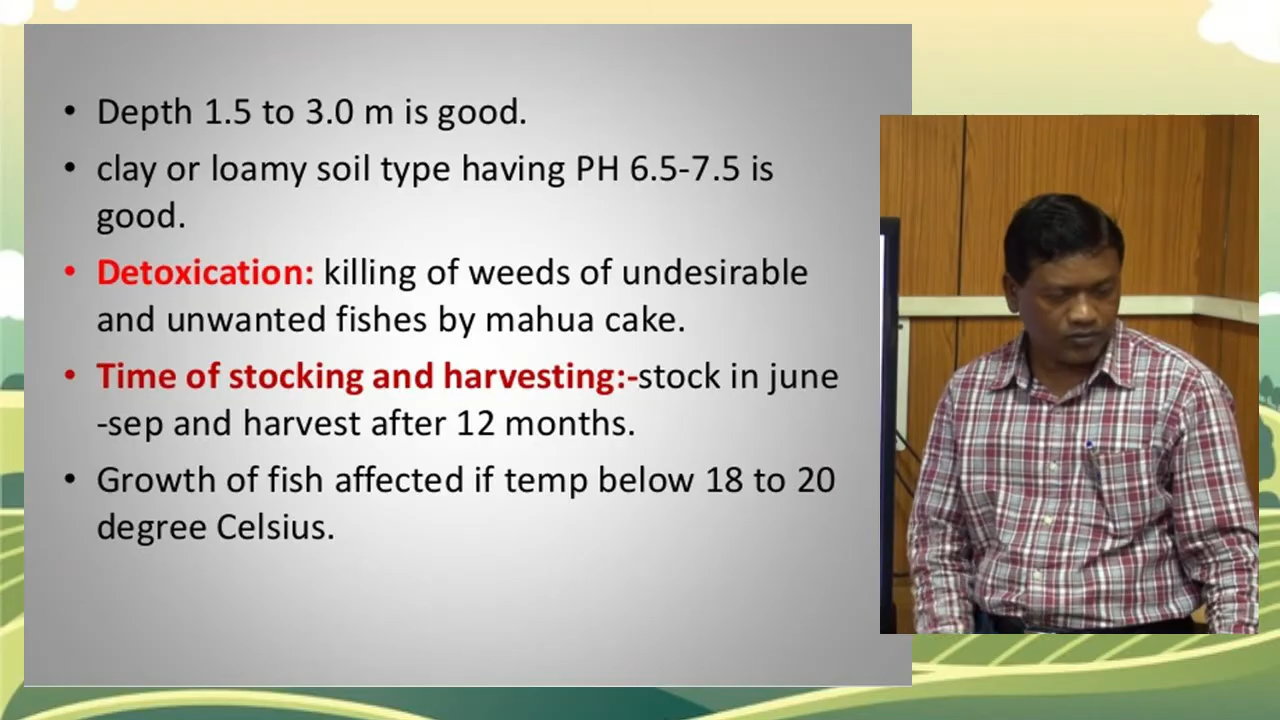 • Depth 1.5 to 3.0 m is good.
• clay or loamy soil type having PH 6.5-7.5 is
good.
• Detoxication: killing of weeds of undesirable
and unwanted fishes by mahua cake.
• Time of stocking and harvesting:-stock in june
-sep and harvest after 12 months.
• Growth of fish affected if temp below 18 to 20
degree Celsius.